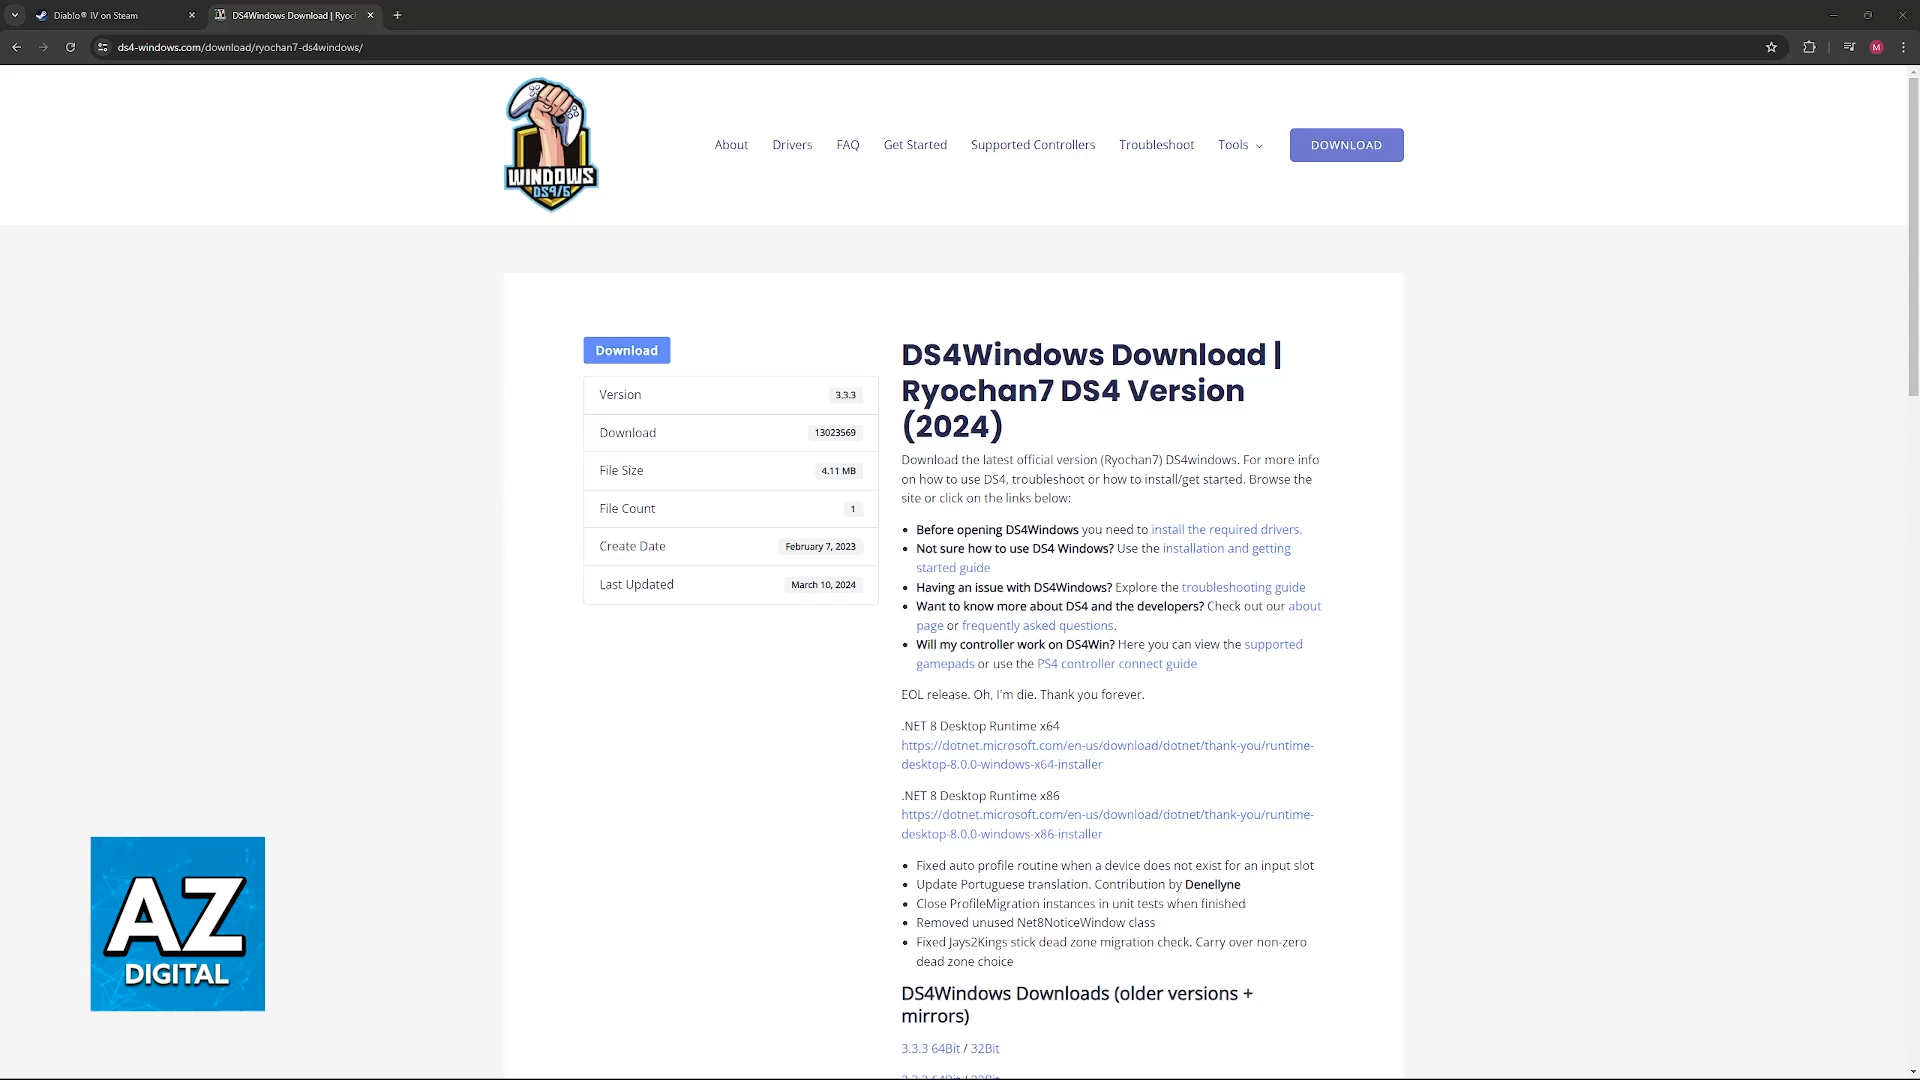 Diablo® IV on Steam
DS4Windows Download | Ryoc
ds4-windows.com/download/ryochan7-ds4windows/
M
WINDOWS
DS4/5
About
Drivers
FAQ
Get Started
Supported Controllers
Troubleshoot
Tools
DOWNLOAD
Download
Version 3.3.3
Download 13023569
File Size 4.11 MB
File Count 1
Create Date February 7, 2023
Last Updated March 10, 2024
DS4Windows Download |
Ryochan7 DS4 Version
(2024)
Download the latest official version (Ryochan7) DS4windows. For more info
on how to use DS4, troubleshoot or how to install/get started. Browse the
site or click on the links below:
Before opening DS4Windows you need to install the required drivers.
Not sure how to use DS4 Windows? Use the installation and getting
started guide
Having an issue with DS4Windows? Explore the troubleshooting guide
Want to know more about DS4 and the developers? Check out our about
page or frequently asked questions.
Will my controller work on DS4Win? Here you can view the supported
gamepads or use the PS4 controller connect guide
EOL release. Oh, I'm die. Thank you forever.
.NET 8 Desktop Runtime x64
https://dotnet.microsoft.com/en-us/download/dotnet/thank-you/runtime-
desktop-8.0.0-windows-x64-installer
.NET 8 Desktop Runtime x86
https://dotnet.microsoft.com/en-us/download/dotnet/thank-you/runtime-
desktop-8.0.0-windows-x86-installer
Fixed auto profile routine when a device does not exist for an input slot
Update Portuguese translation. Contribution by Denellyne
Close ProfileMigration instances in unit tests when finished
Removed unused Net8NoticeWindow class
Fixed Jays2Kings stick dead zone migration check. Carry over non-zero
dead zone choice
DS4Windows Downloads (older versions +
mirrors)
3.3.3 64Bit / 32Bit
AZ
DIGITAL